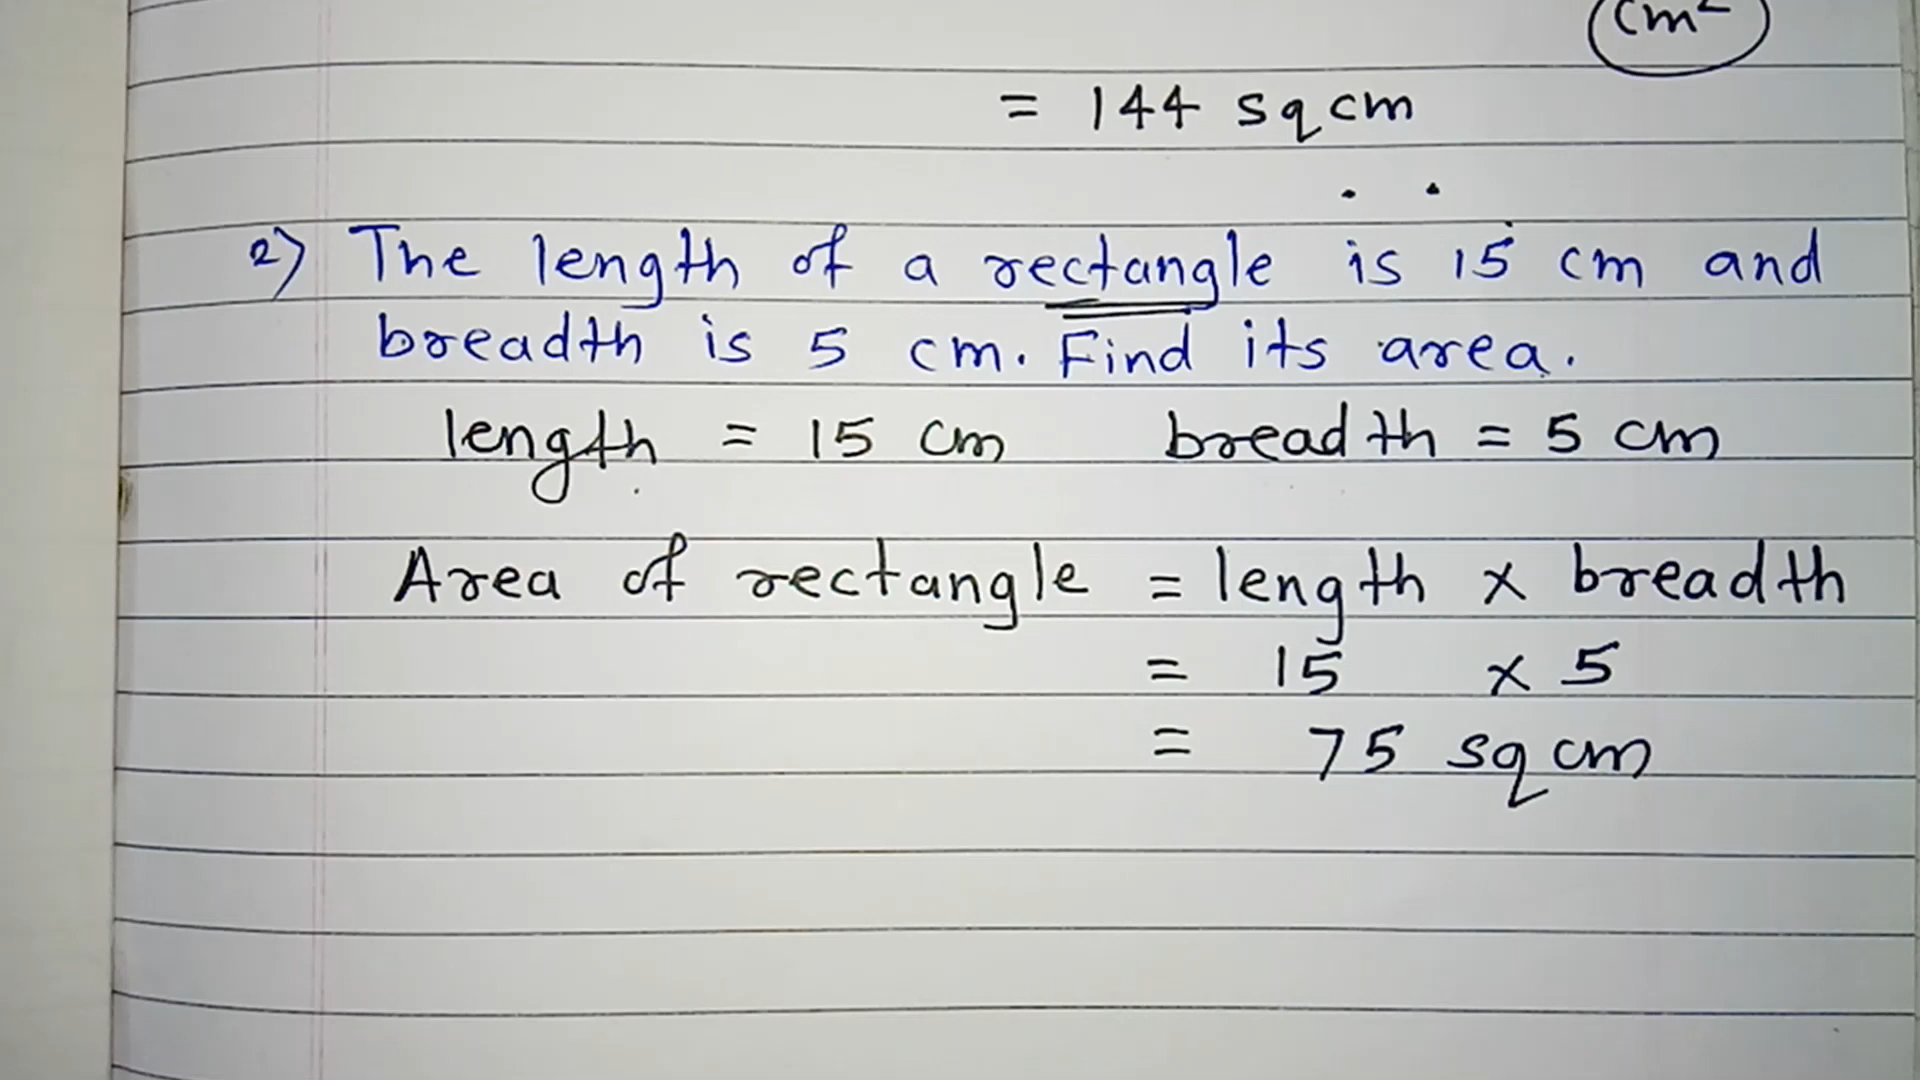 cm²
= 144 sq cm
2) The length of a rectangle is 15 cm and
breadth is 5 cm. Find its area.
length = 15 cm breadth = 5 cm
Area of rectangle = length × breadth
= 15 × 5
= 75 sq cm